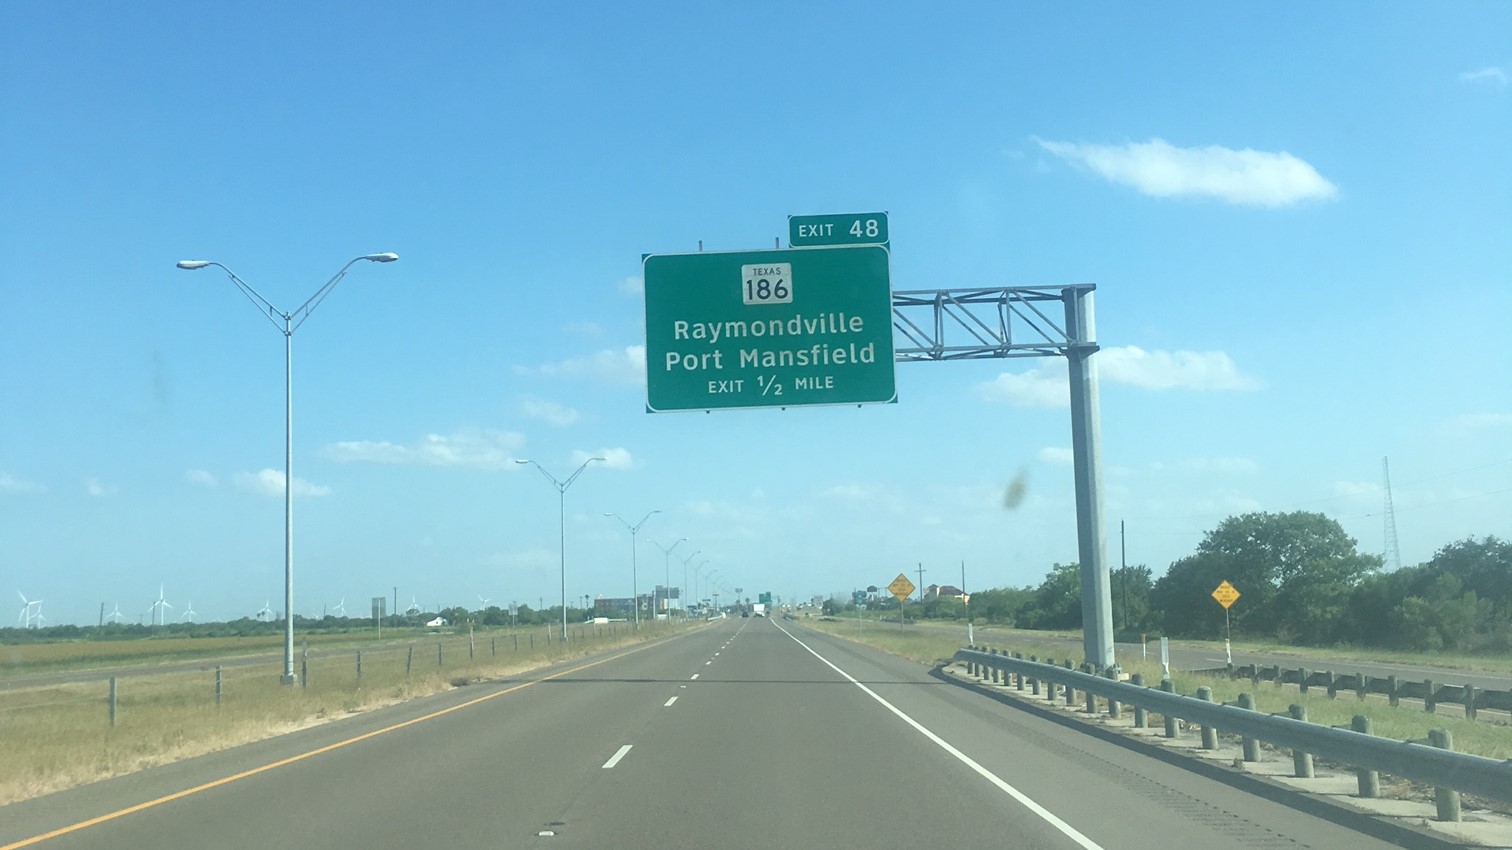 EXIT 48
TEXAS
186
Raymondville
Port Mansfield
EXIT 1/2 MILE